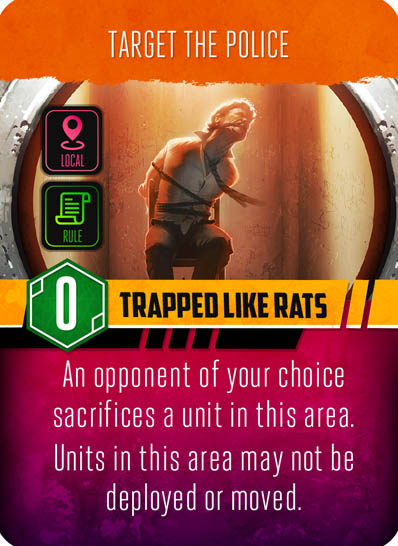 TARGET THE POLICE
LOCAL
RULE
0
TRAPPED LIKE RATS
An opponent of your choice
sacrifices a unit in this area.
Units in this area may not be
deployed or moved.